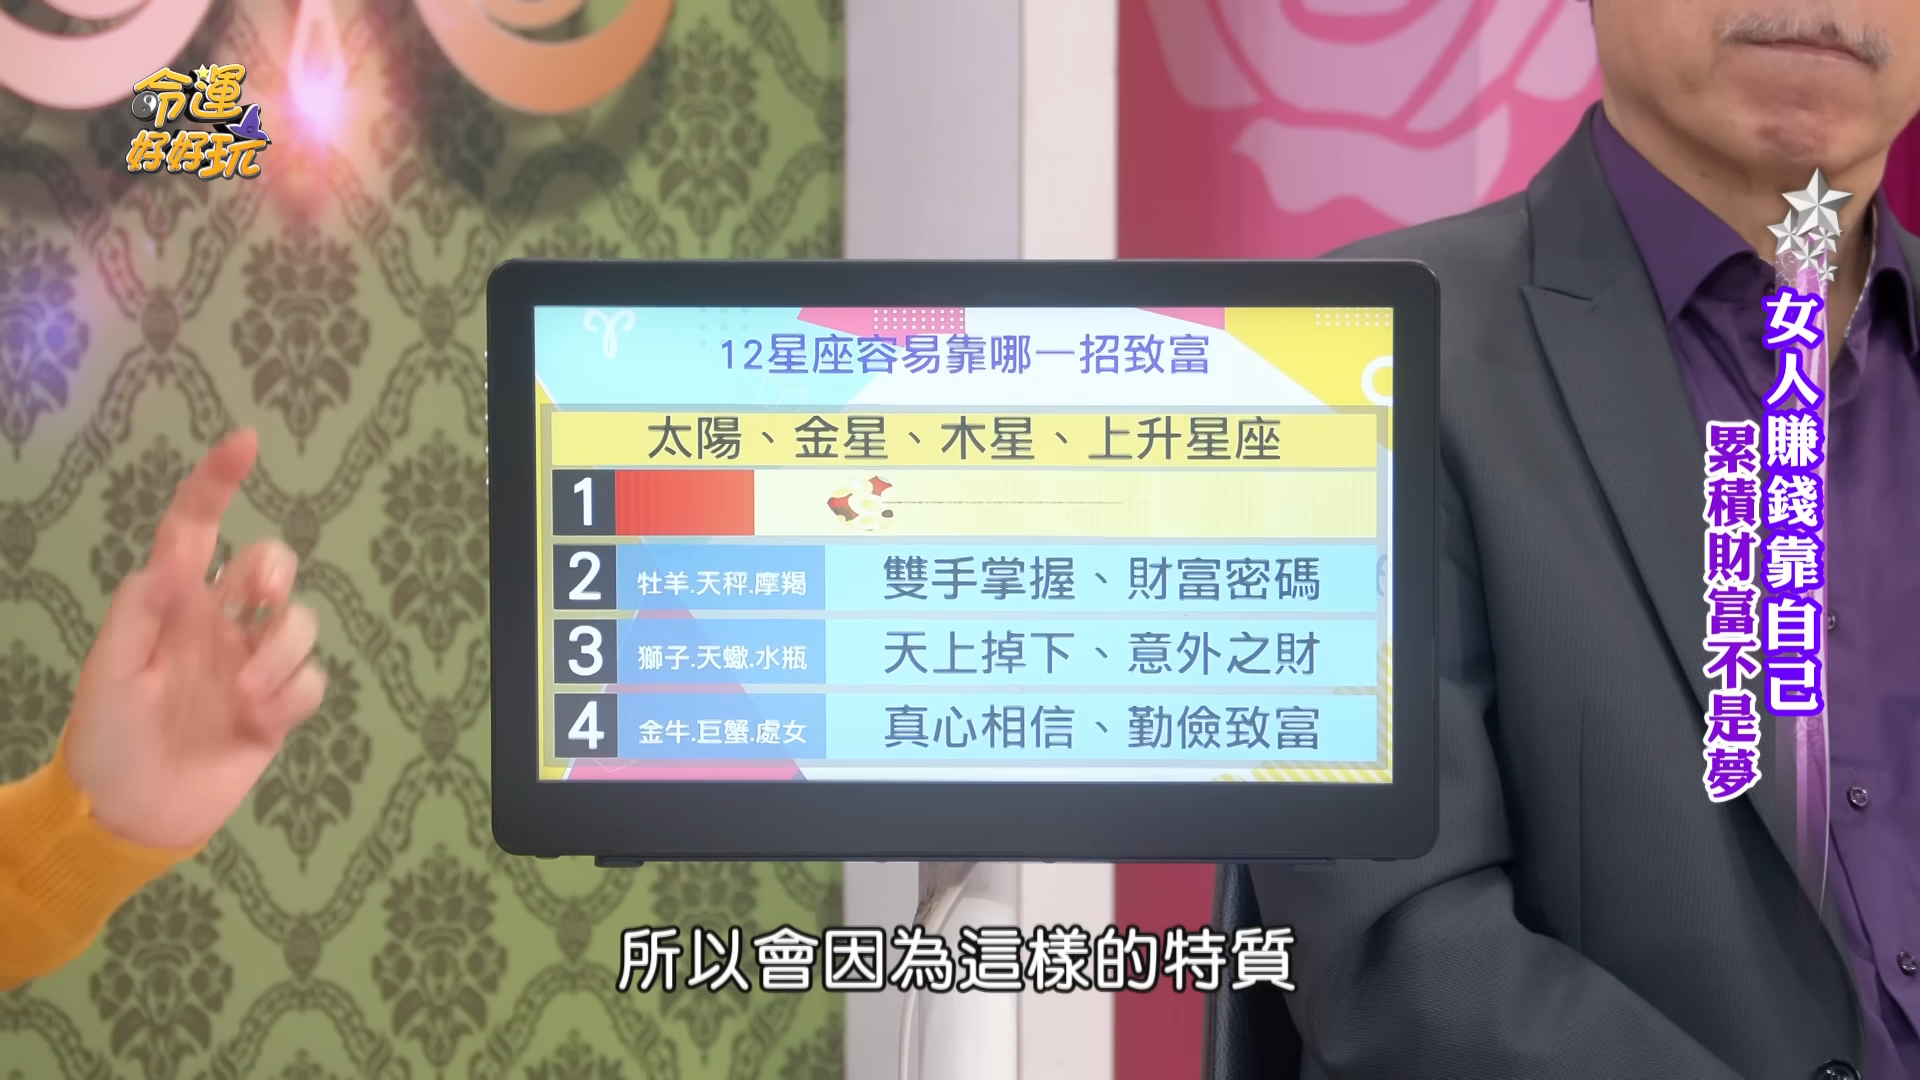 命運
好好玩
12星座容易靠哪一招致富
太陽、金星、木星、上升星座
1
2 牡羊.天秤.摩羯 雙手掌握、財富密碼
3 獅子.天蠍.水瓶 天上掉下、意外之財
4 金牛.巨蟹.處女 真心相信、勤儉致富
女人賺錢靠自己
累積財富不是夢
所以會因為這樣的特質